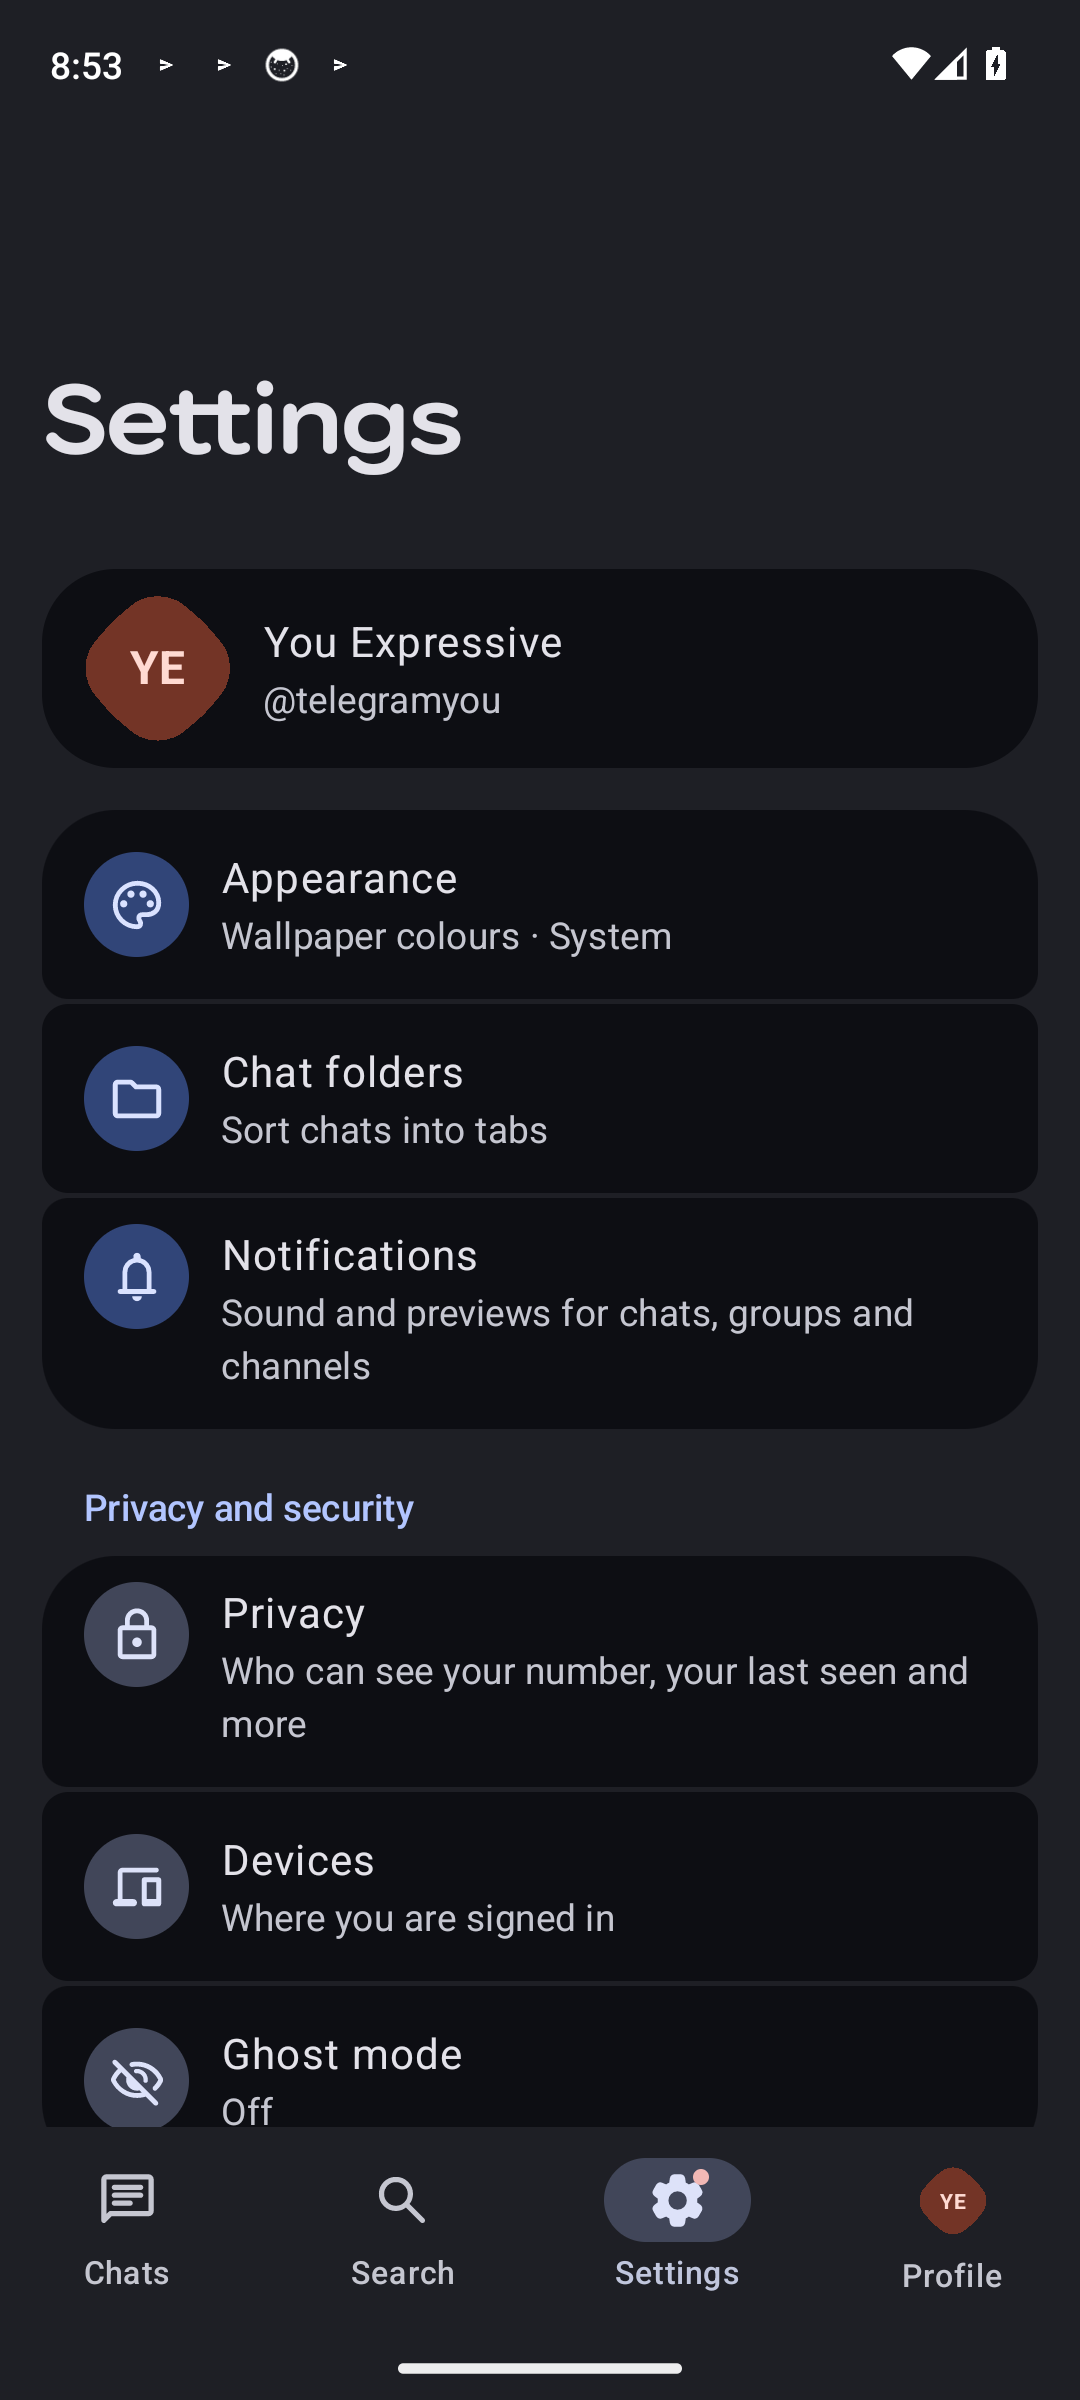 8:53
Settings
YE
You Expressive
@telegramyou
Appearance
Wallpaper colours · System
Chat folders
Sort chats into tabs
Notifications
Sound and previews for chats, groups and
channels
Privacy and security
Privacy
Who can see your number, your last seen and
more
Devices
Where you are signed in
Ghost mode
Off
YE
Chats
Search
Settings
Profile